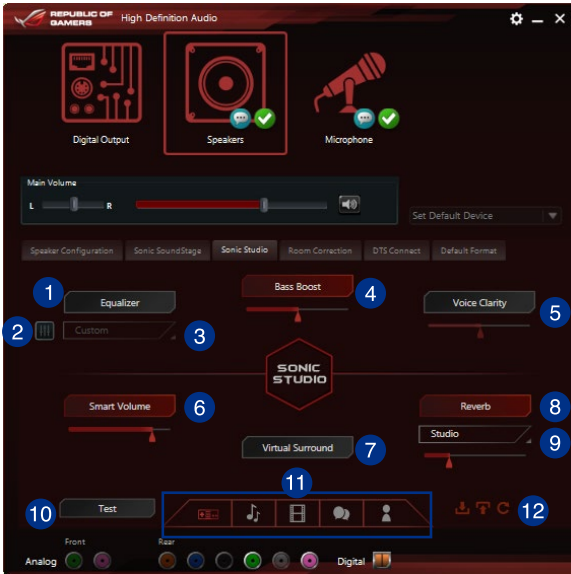 REPUBLIC OF
GAMERS High Definition Audio
Digital Output
Speakers
Microphone
Main Volume
L R
Set Default Device
Speaker Configuration Sonic SoundStage Sonic Studio Room Correction DTS Connect Default Format
1 Equalizer
Bass Boost 4
Voice Clarity 5
2 Custom 3
SONIC
STUDIO
Smart Volume 6
Reverb 8
Studio 9
Virtual Surround 7
11
10 Test
12
Front Rear
Analog Digital